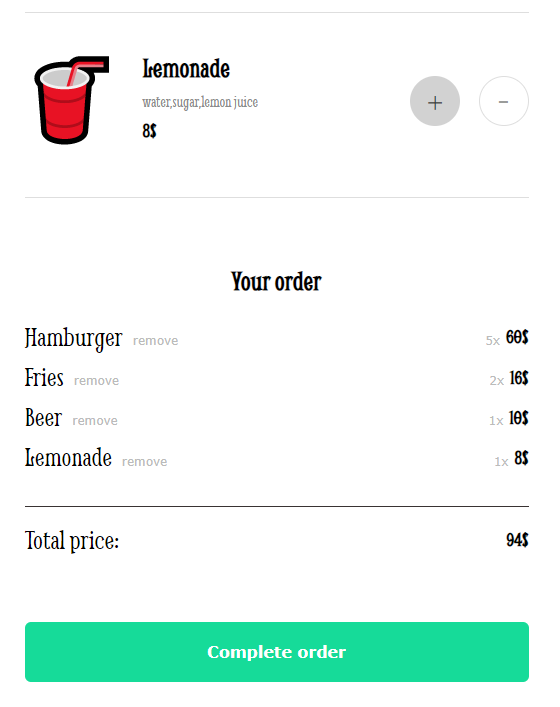 Lemonade
water,sugar,lemon juice
8$
+ -
Your order
Hamburger remove 5x 60$
Fries remove 2x 16$
Beer remove 1x 10$
Lemonade remove 1x 8$
Total price: 94$
Complete order